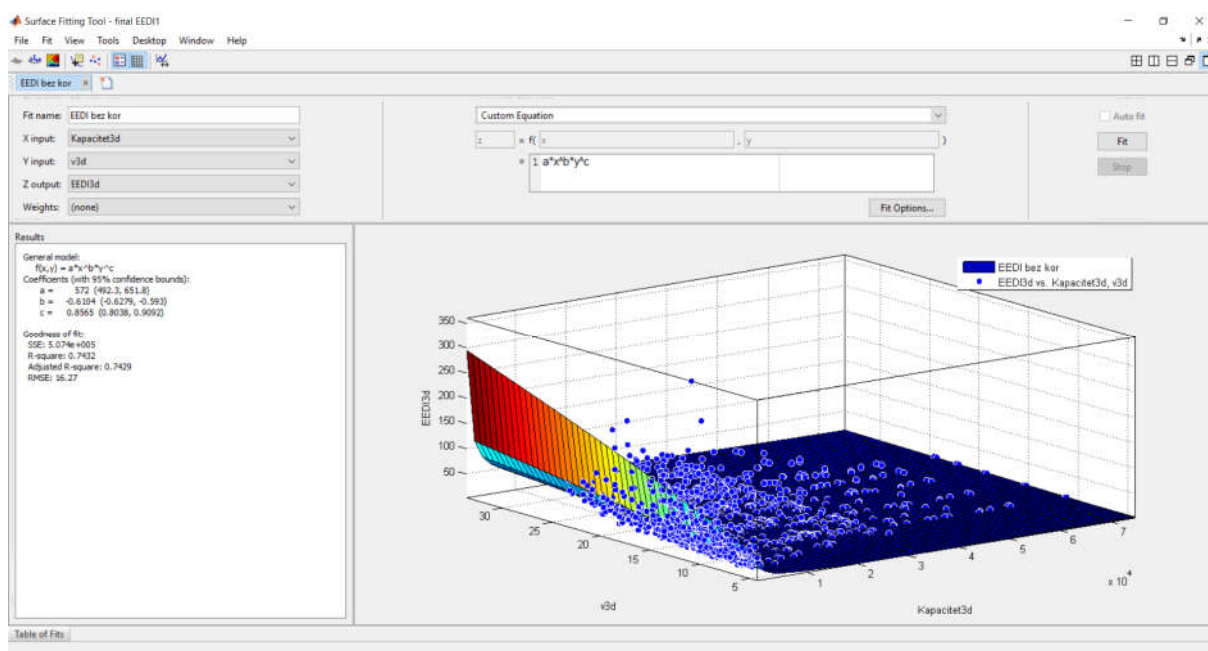 Surface Fitting Tool - final EEDI1
File Fit View Tools Desktop Window Help
EEDI bez kor
Fit name: EEDI bez kor
X input: Kapacitet3d
Y input: v3d
Z output: EEDI3d
Weights: (none)
Custom Equation
z = f( x , y )
= 1 a*x^b*y^c
Fit Options...
Auto fit
Fit
Stop
Results
General model:
f(x,y) = a*x^b*y^c
Coefficients (with 95% confidence bounds):
a = 572 (492.3, 651.8)
b = -0.6104 (-0.6279, -0.593)
c = 0.8565 (0.8038, 0.9092)
Goodness of fit:
SSE: 5.074e+005
R-square: 0.7432
Adjusted R-square: 0.7429
RMSE: 16.27
EEDI bez kor
EEDI3d vs. Kapacitet3d, v3d
350
300
250
200
150
100
50
EEDI3d
30
25
20
15
10
5
v3d
1
2
3
4
5
6
7
x 10^4
Kapacitet3d
Table of Fits